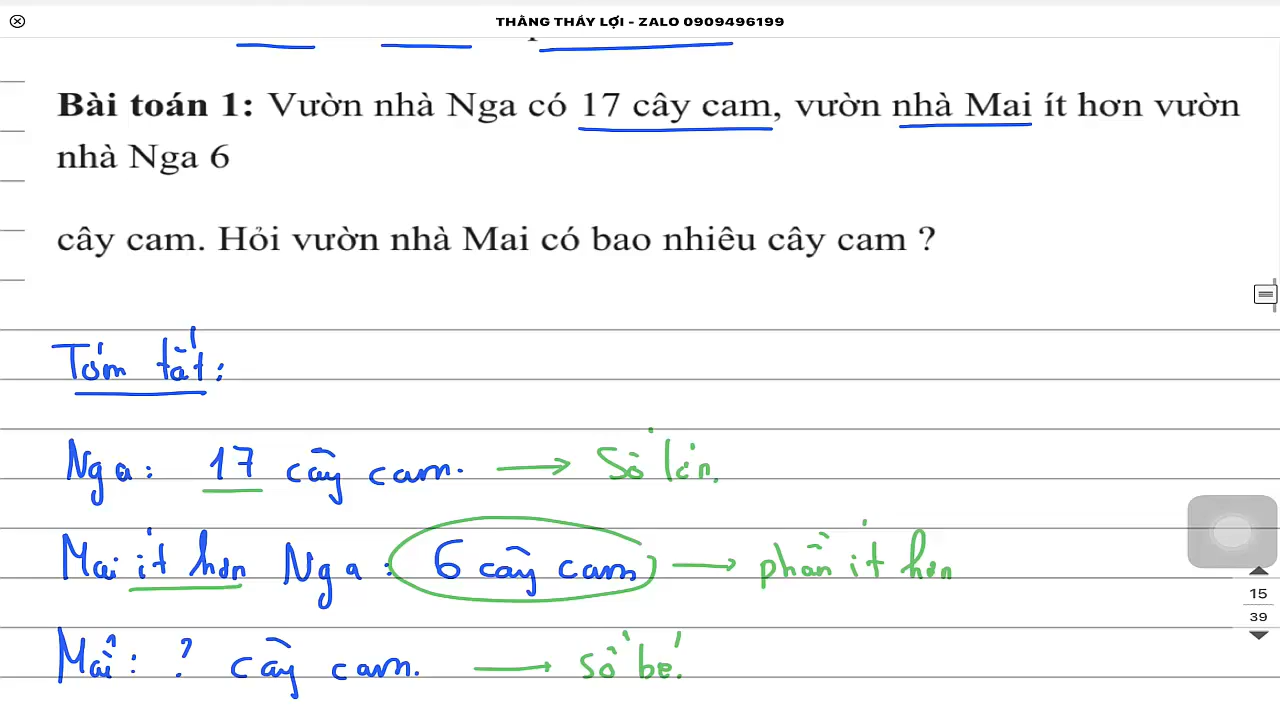 THẦNG THẦY LỢI - ZALO 0909496199
Bài toán 1: Vườn nhà Nga có 17 cây cam, vườn nhà Mai ít hơn vườn
nhà Nga 6
cây cam. Hỏi vườn nhà Mai có bao nhiêu cây cam ?
Tóm tắt:
Nga: 17 cây cam. → Số lớn.
Mai ít hơn Nga: 6 cây cam → phần ít hơn
Mai: ? cây cam. → số bé.
15
39